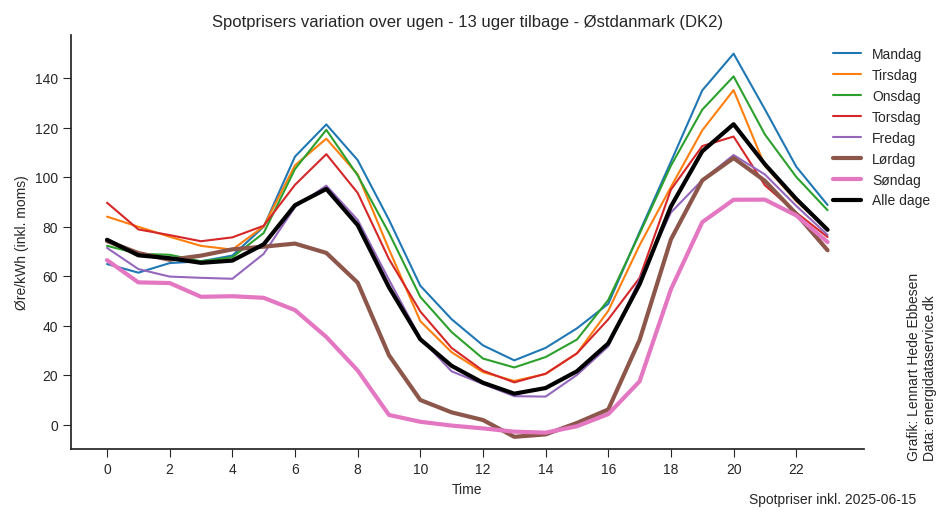 Spotprisers variation over ugen - 13 uger tilbage - Østdanmark (DK2)
Øre/kWh (inkl. moms)
140
120
100
80
60
40
20
0
0 2 4 6 8 10 12 14 16 18 20 22
Time
Mandag
Tirsdag
Onsdag
Torsdag
Fredag
Lørdag
Søndag
Alle dage
Grafik: Lennart Hede Ebbesen
Data: energidataservice.dk
Spotpriser inkl. 2025-06-15